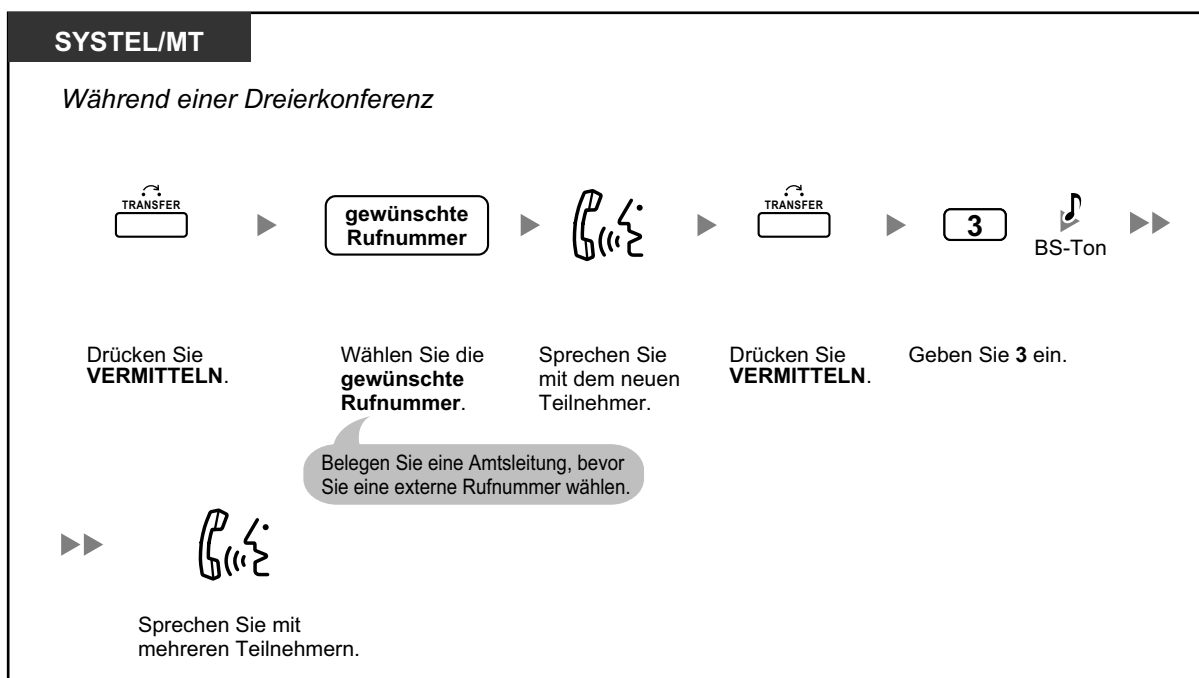 SYSTEL/MT
Während einer Dreierkonferenz
TRANSFER
gewünschte
Rufnummer
TRANSFER
3
BS-Ton
Drücken Sie
VERMITTELN.
Wählen Sie die
gewünschte
Rufnummer.
Sprechen Sie
mit dem neuen
Teilnehmer.
Drücken Sie
VERMITTELN.
Geben Sie 3 ein.
Belegen Sie eine Amtsleitung, bevor
Sie eine externe Rufnummer wählen.
Sprechen Sie mit
mehreren Teilnehmern.